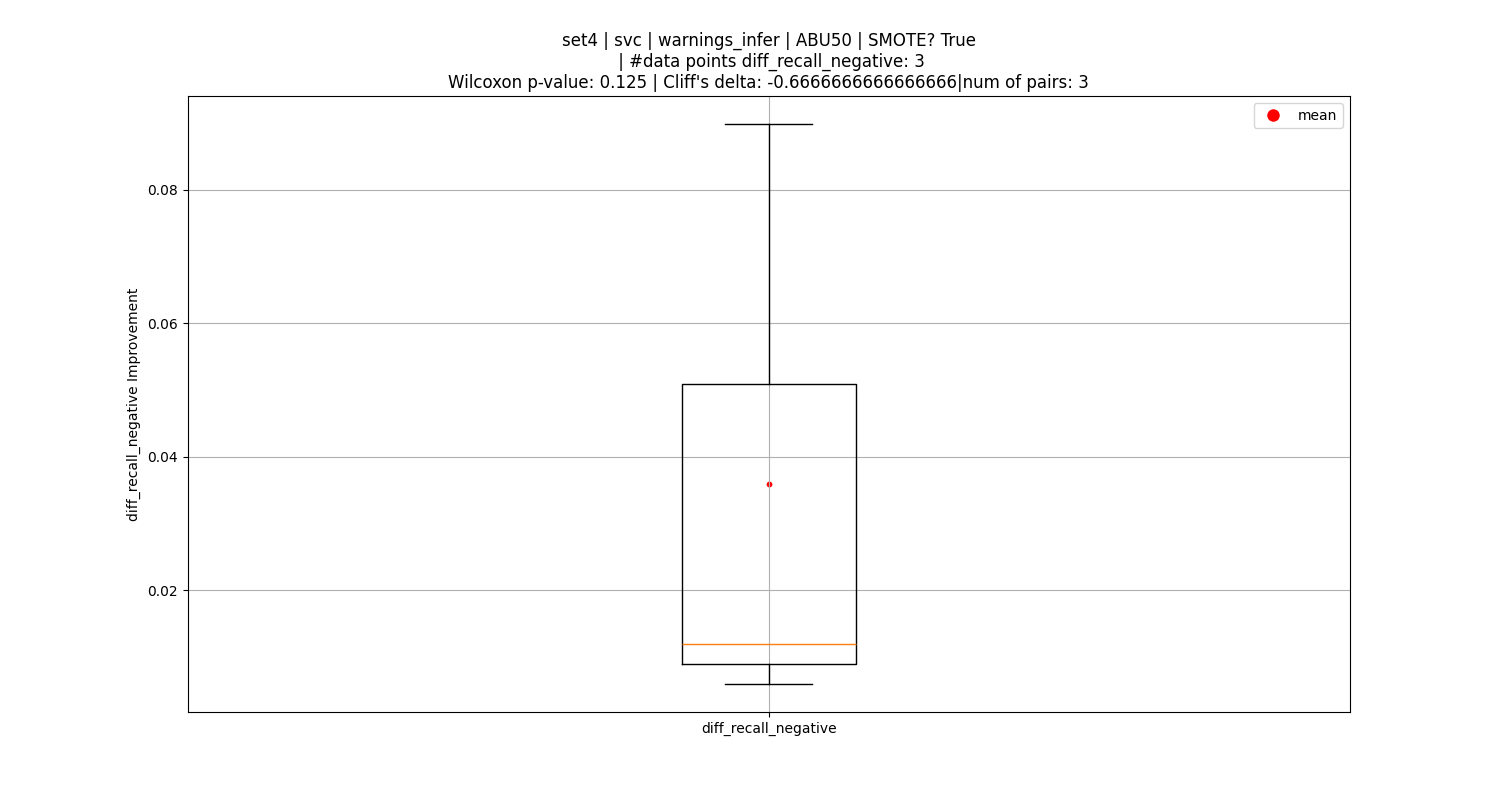 set4 | svc | warnings_infer | ABU50 | SMOTE? True
| #data points diff_recall_negative: 3
Wilcoxon p-value: 0.125 | Cliff's delta: -0.6666666666666666|num of pairs: 3
mean
0.08
0.06
0.04
0.02
diff_recall_negative Improvement
diff_recall_negative